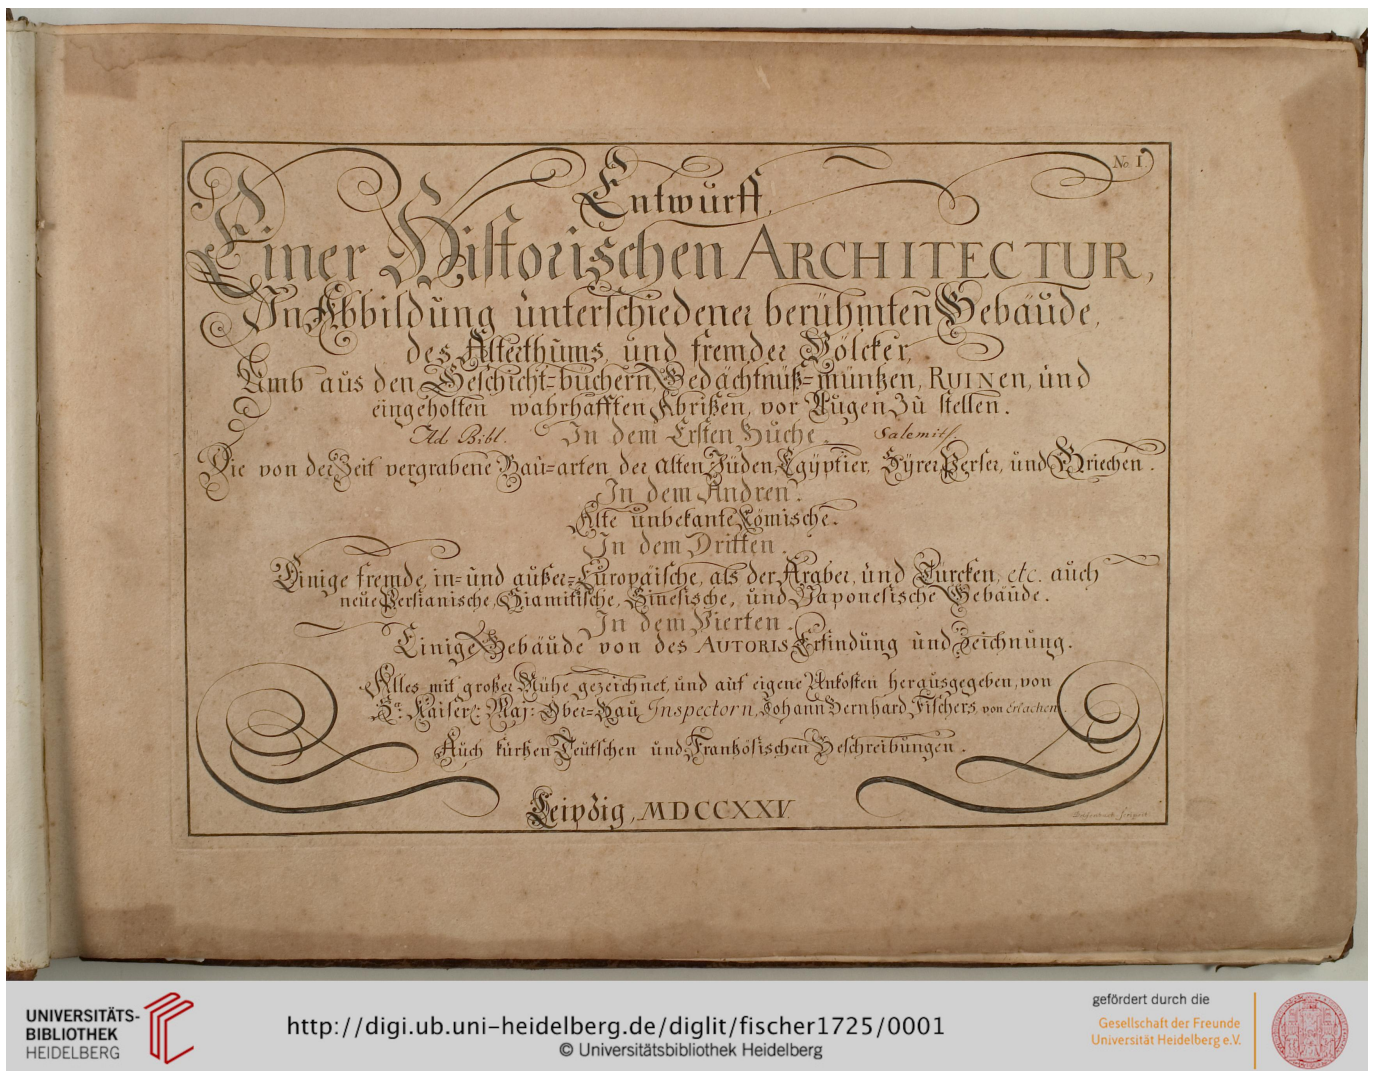 No. I
Entwurff
Einer Historischen ARCHITECTUR,
In Abbildung unterschiedener berühmten Gebäude,
des Alterthums, und fremder Völcker,
Umb aus den Geschicht=büchern, Gedächtnüß=müntzen, RUINEN, und
eingeholten wahrhafften Abrißen, vor Augen zu stellen.
Ad Bibl. In dem Ersten Buche. Salemits
Die von der Zeit vergrabene Bau=arten der alten Jüden, Egyptier, Syrer, Perser, und Griechen.
In dem Andren.
Alte unbekante Römische.
In dem Dritten.
Einige fremde, in= und außer=Europäische, als der Araber, und Türcken, etc. auch
neue Persianische, Siamitische, Sinesische, und Japonesische Gebäude.
In dem Vierten.
Einige Gebäude von des AUTORIS Erfindung und Zeichnung.
Alles mit großer Mühe gezeichnet, und auf eigene Unkosten herausgegeben, von
Sr. Kaiserl: Maj: Ober=Bau Inspectorn, Johann Bernhard Fischers, von Erlachen.
Auch kurtzen Teutschen und Frantzösischen Beschreibungen.
Leipzig, MDCCXXV
UNIVERSITÄTS-
BIBLIOTHEK
HEIDELBERG
http://digi.ub.uni-heidelberg.de/diglit/fischer1725/0001
© Universitätsbibliothek Heidelberg
gefördert durch die
Gesellschaft der Freunde
Universität Heidelberg e.V.